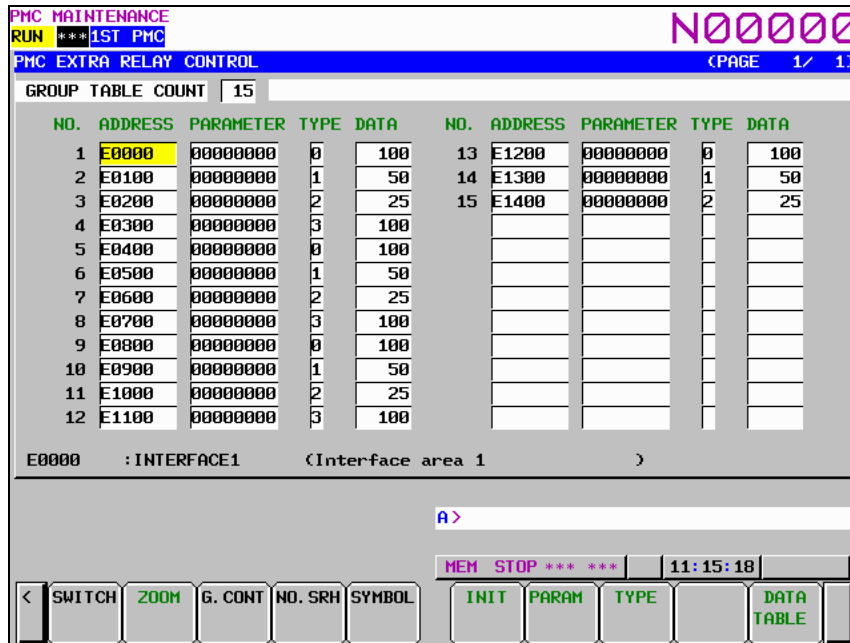 PMC MAINTENANCE
N00000
RUN ***1ST PMC
PMC EXTRA RELAY CONTROL (PAGE 1/ 1)
GROUP TABLE COUNT 15
NO. ADDRESS PARAMETER TYPE DATA NO. ADDRESS PARAMETER TYPE DATA
1 E0000 00000000 0 100 13 E1200 00000000 0 100
2 E0100 00000000 1 50 14 E1300 00000000 1 50
3 E0200 00000000 2 25 15 E1400 00000000 2 25
4 E0300 00000000 3 100
5 E0400 00000000 0 100
6 E0500 00000000 1 50
7 E0600 00000000 2 25
8 E0700 00000000 3 100
9 E0800 00000000 0 100
10 E0900 00000000 1 50
11 E1000 00000000 2 25
12 E1100 00000000 3 100
E0000 :INTERFACE1 (Interface area 1 )
A>
MEM STOP *** *** 11:15:18
< SWITCH ZOOM G.CONT NO.SRH SYMBOL INIT PARAM TYPE DATA TABLE